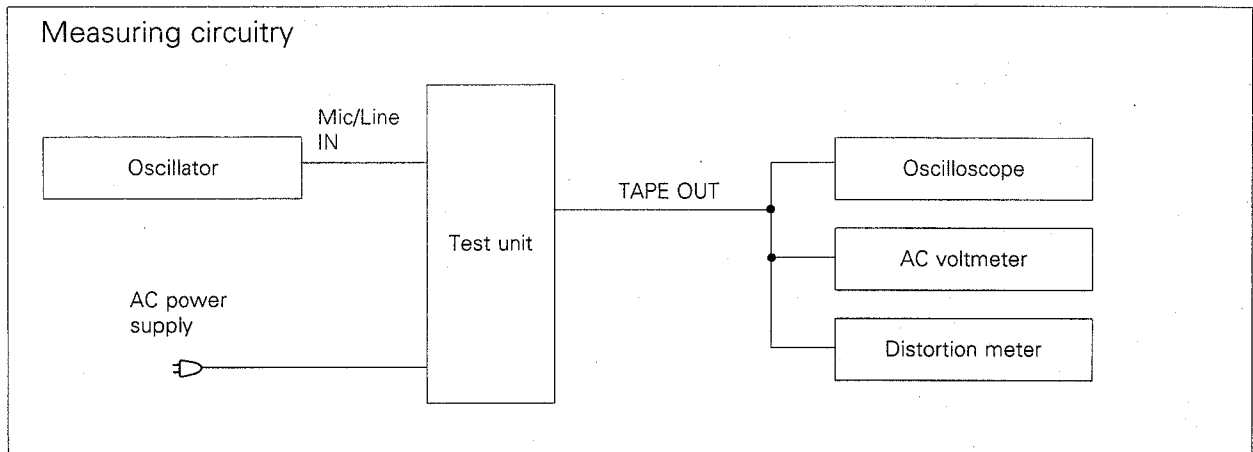 Measuring circuitry
Mic/Line
IN
Oscillator
Oscilloscope
TAPE OUT
Test unit
AC voltmeter
AC power
supply
Distortion meter